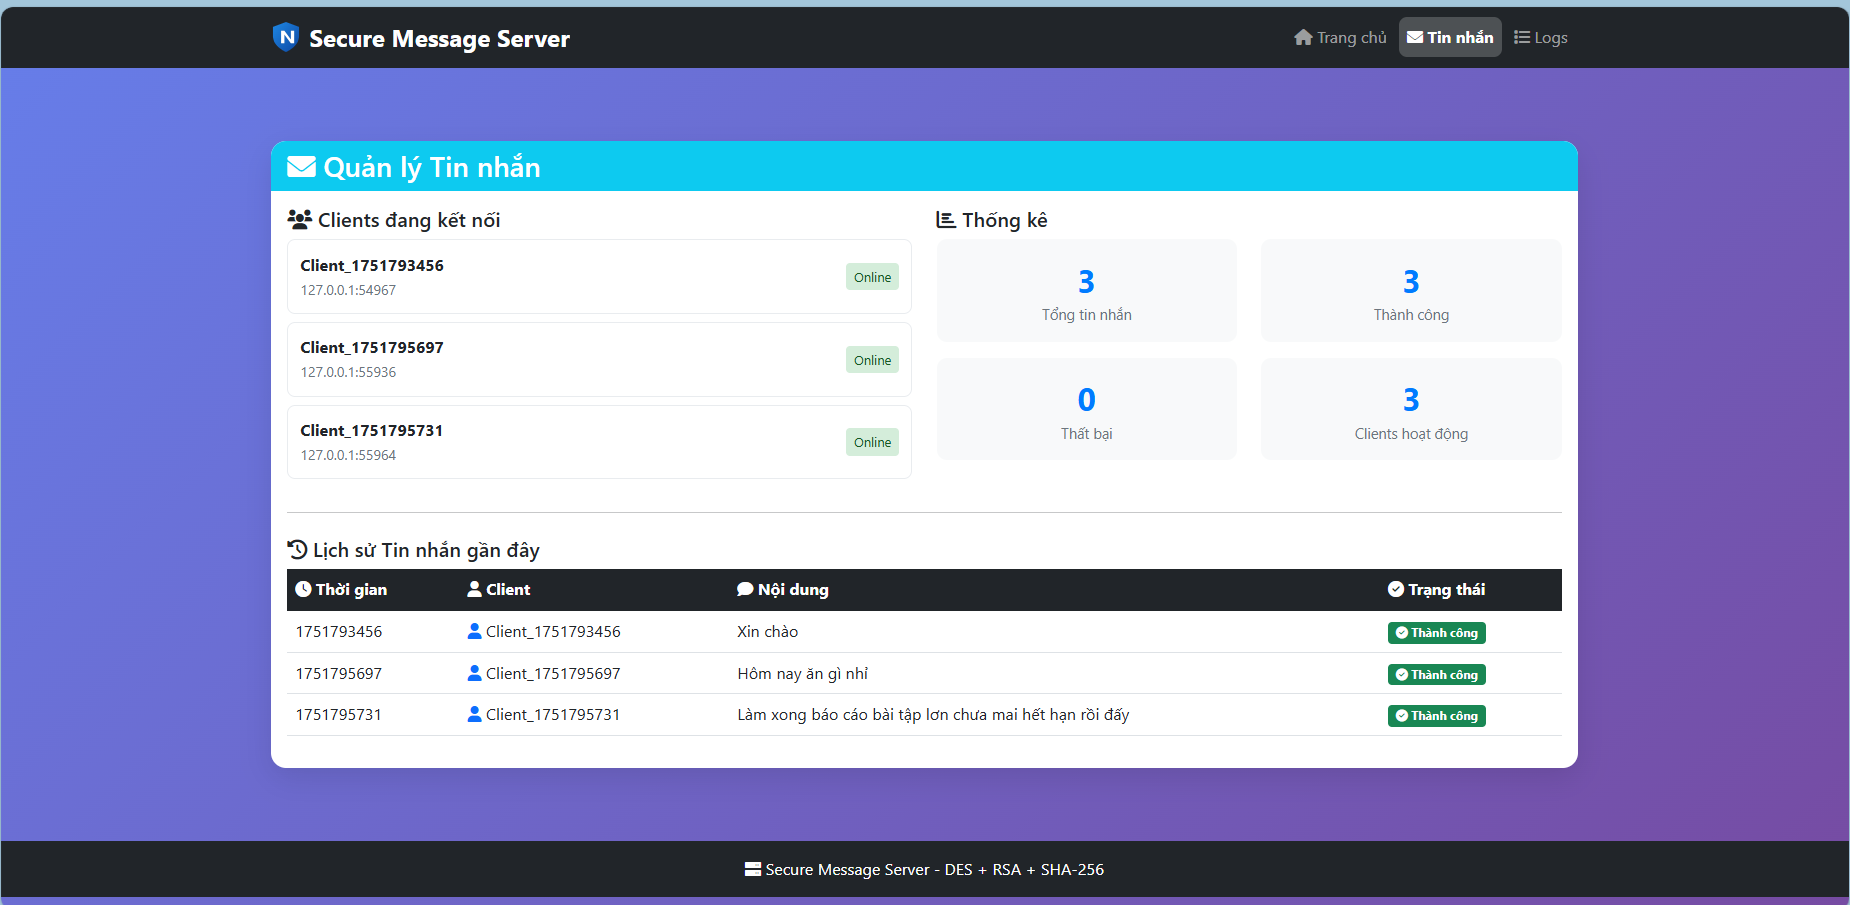 N Secure Message Server
Trang chủ Tin nhắn Logs
Quản lý Tin nhắn
Clients đang kết nối
Client_1751793456
127.0.0.1:54967
Online
Client_1751795697
127.0.0.1:55936
Online
Client_1751795731
127.0.0.1:55964
Online
Thống kê
3
Tổng tin nhắn
3
Thành công
0
Thất bại
3
Clients hoạt động
Lịch sử Tin nhắn gần đây
Thời gian Client Nội dung Trạng thái
1751793456 Client_1751793456 Xin chào Thành công
1751795697 Client_1751795697 Hôm nay ăn gì nhỉ Thành công
1751795731 Client_1751795731 Làm xong báo cáo bài tập lơn chưa mai hết hạn rồi đấy Thành công
Secure Message Server - DES + RSA + SHA-256